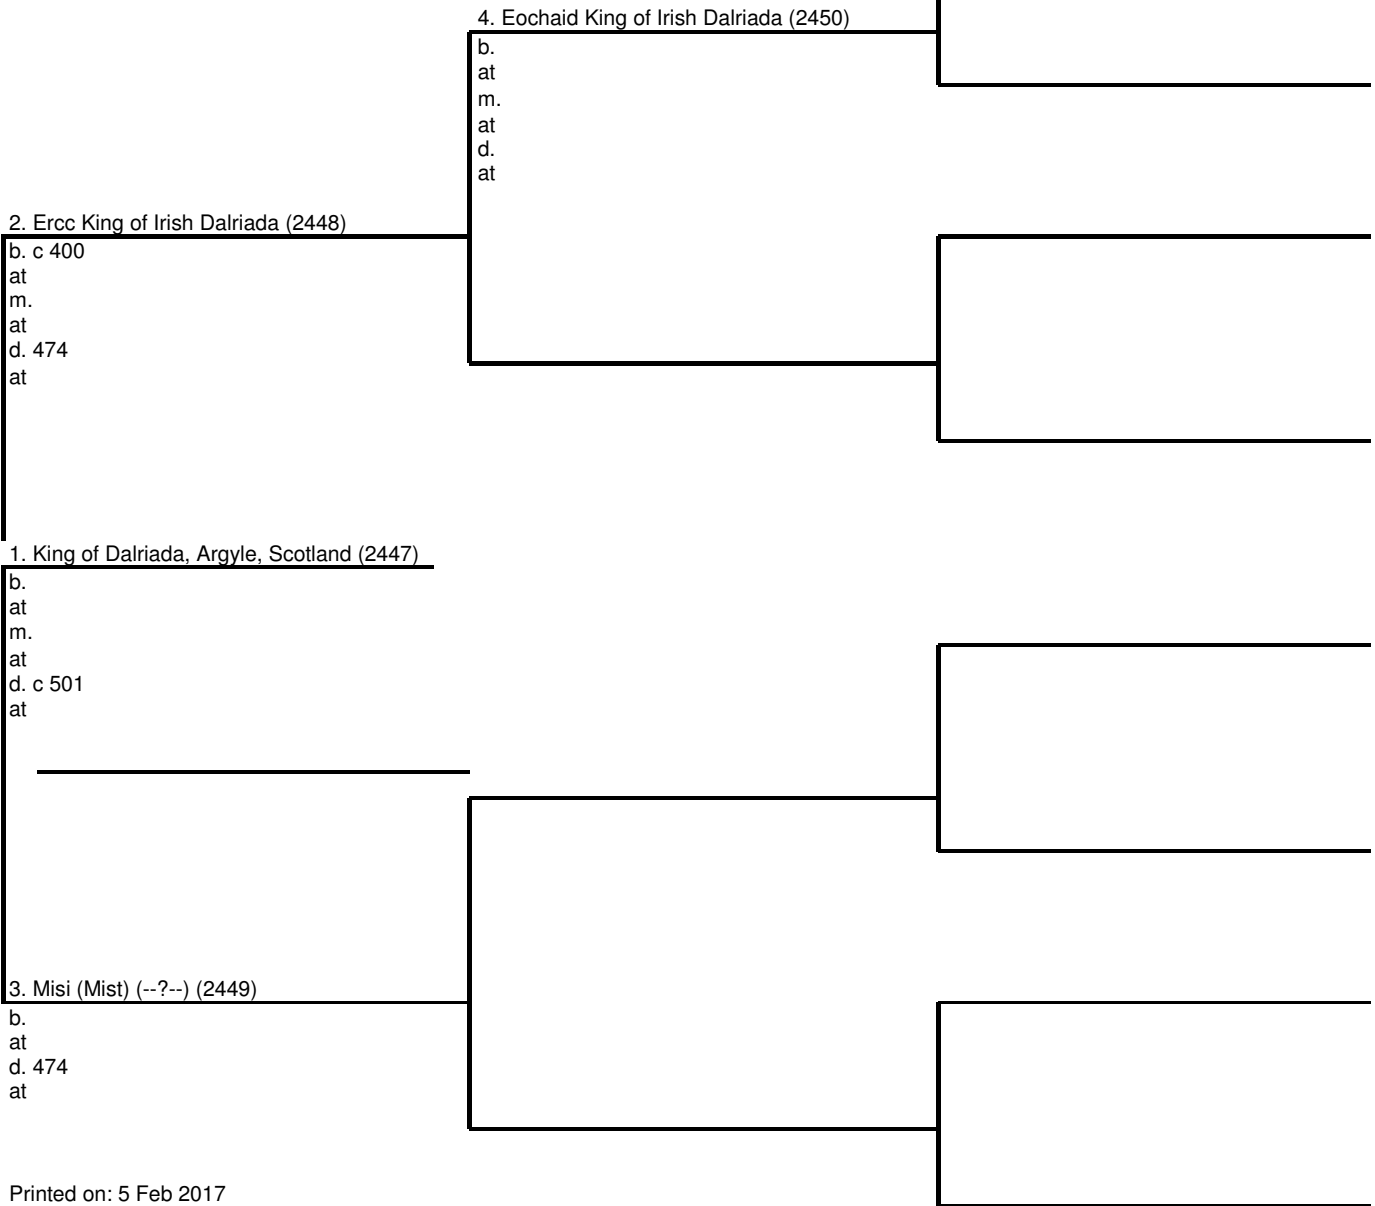 4. Eochaid King of Irish Dalriada (2450)
b.
at
m.
at
d.
at
2. Ercc King of Irish Dalriada (2448)
b. c 400
at
m.
at
d. 474
at
1. King of Dalriada, Argyle, Scotland (2447)
b.
at
m.
at
d. c 501
at
3. Misi (Mist) (--?--) (2449)
b.
at
d. 474
at
Printed on: 5 Feb 2017